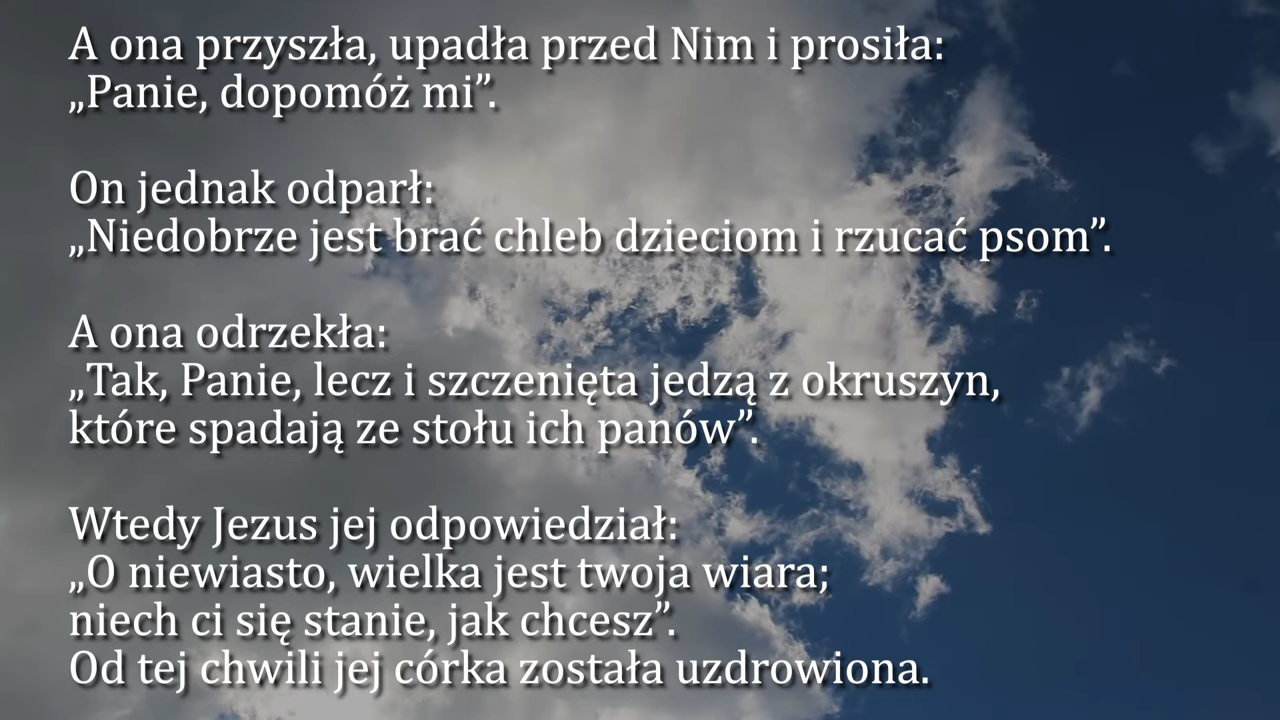 A ona przyszła, upadła przed Nim i prosiła:
„Panie, dopomóż mi”.
On jednak odparł:
„Niedobrze jest brać chleb dzieciom i rzucać psom”.
A ona odrzekła:
„Tak, Panie, lecz i szczenięta jedzą z okruszyn,
które spadają ze stołu ich panów”.
Wtedy Jezus jej odpowiedział:
„O niewiasto, wielka jest twoja wiara;
niech ci się stanie, jak chcesz”.
Od tej chwili jej córka została uzdrowiona.